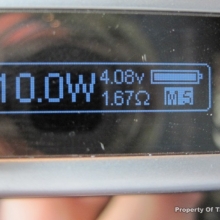 10.0W
4.08v
1.67Ω M5
Property Of T